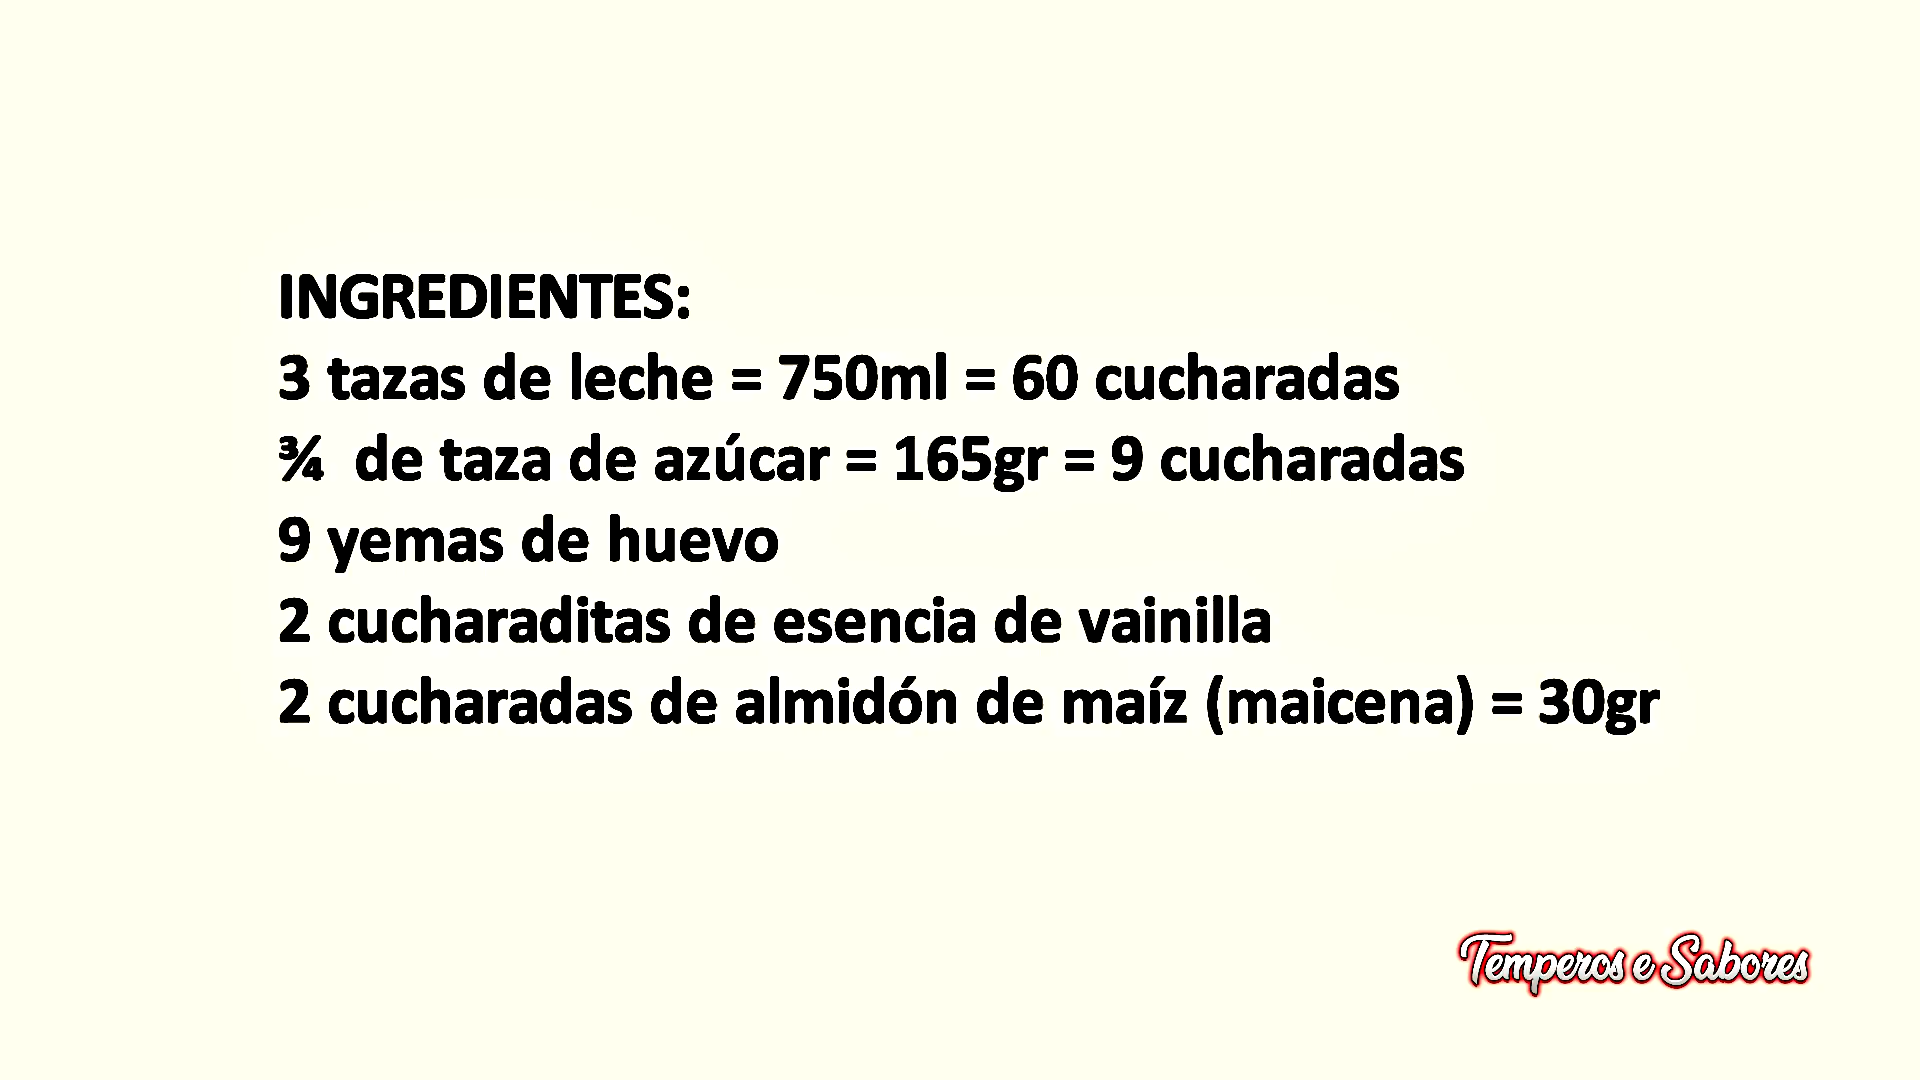 INGREDIENTES:
3 tazas de leche = 750ml = 60 cucharadas
¾ de taza de azúcar = 165gr = 9 cucharadas
9 yemas de huevo
2 cucharaditas de esencia de vainilla
2 cucharadas de almidón de maíz (maicena) = 30gr
Temperos e Sabores